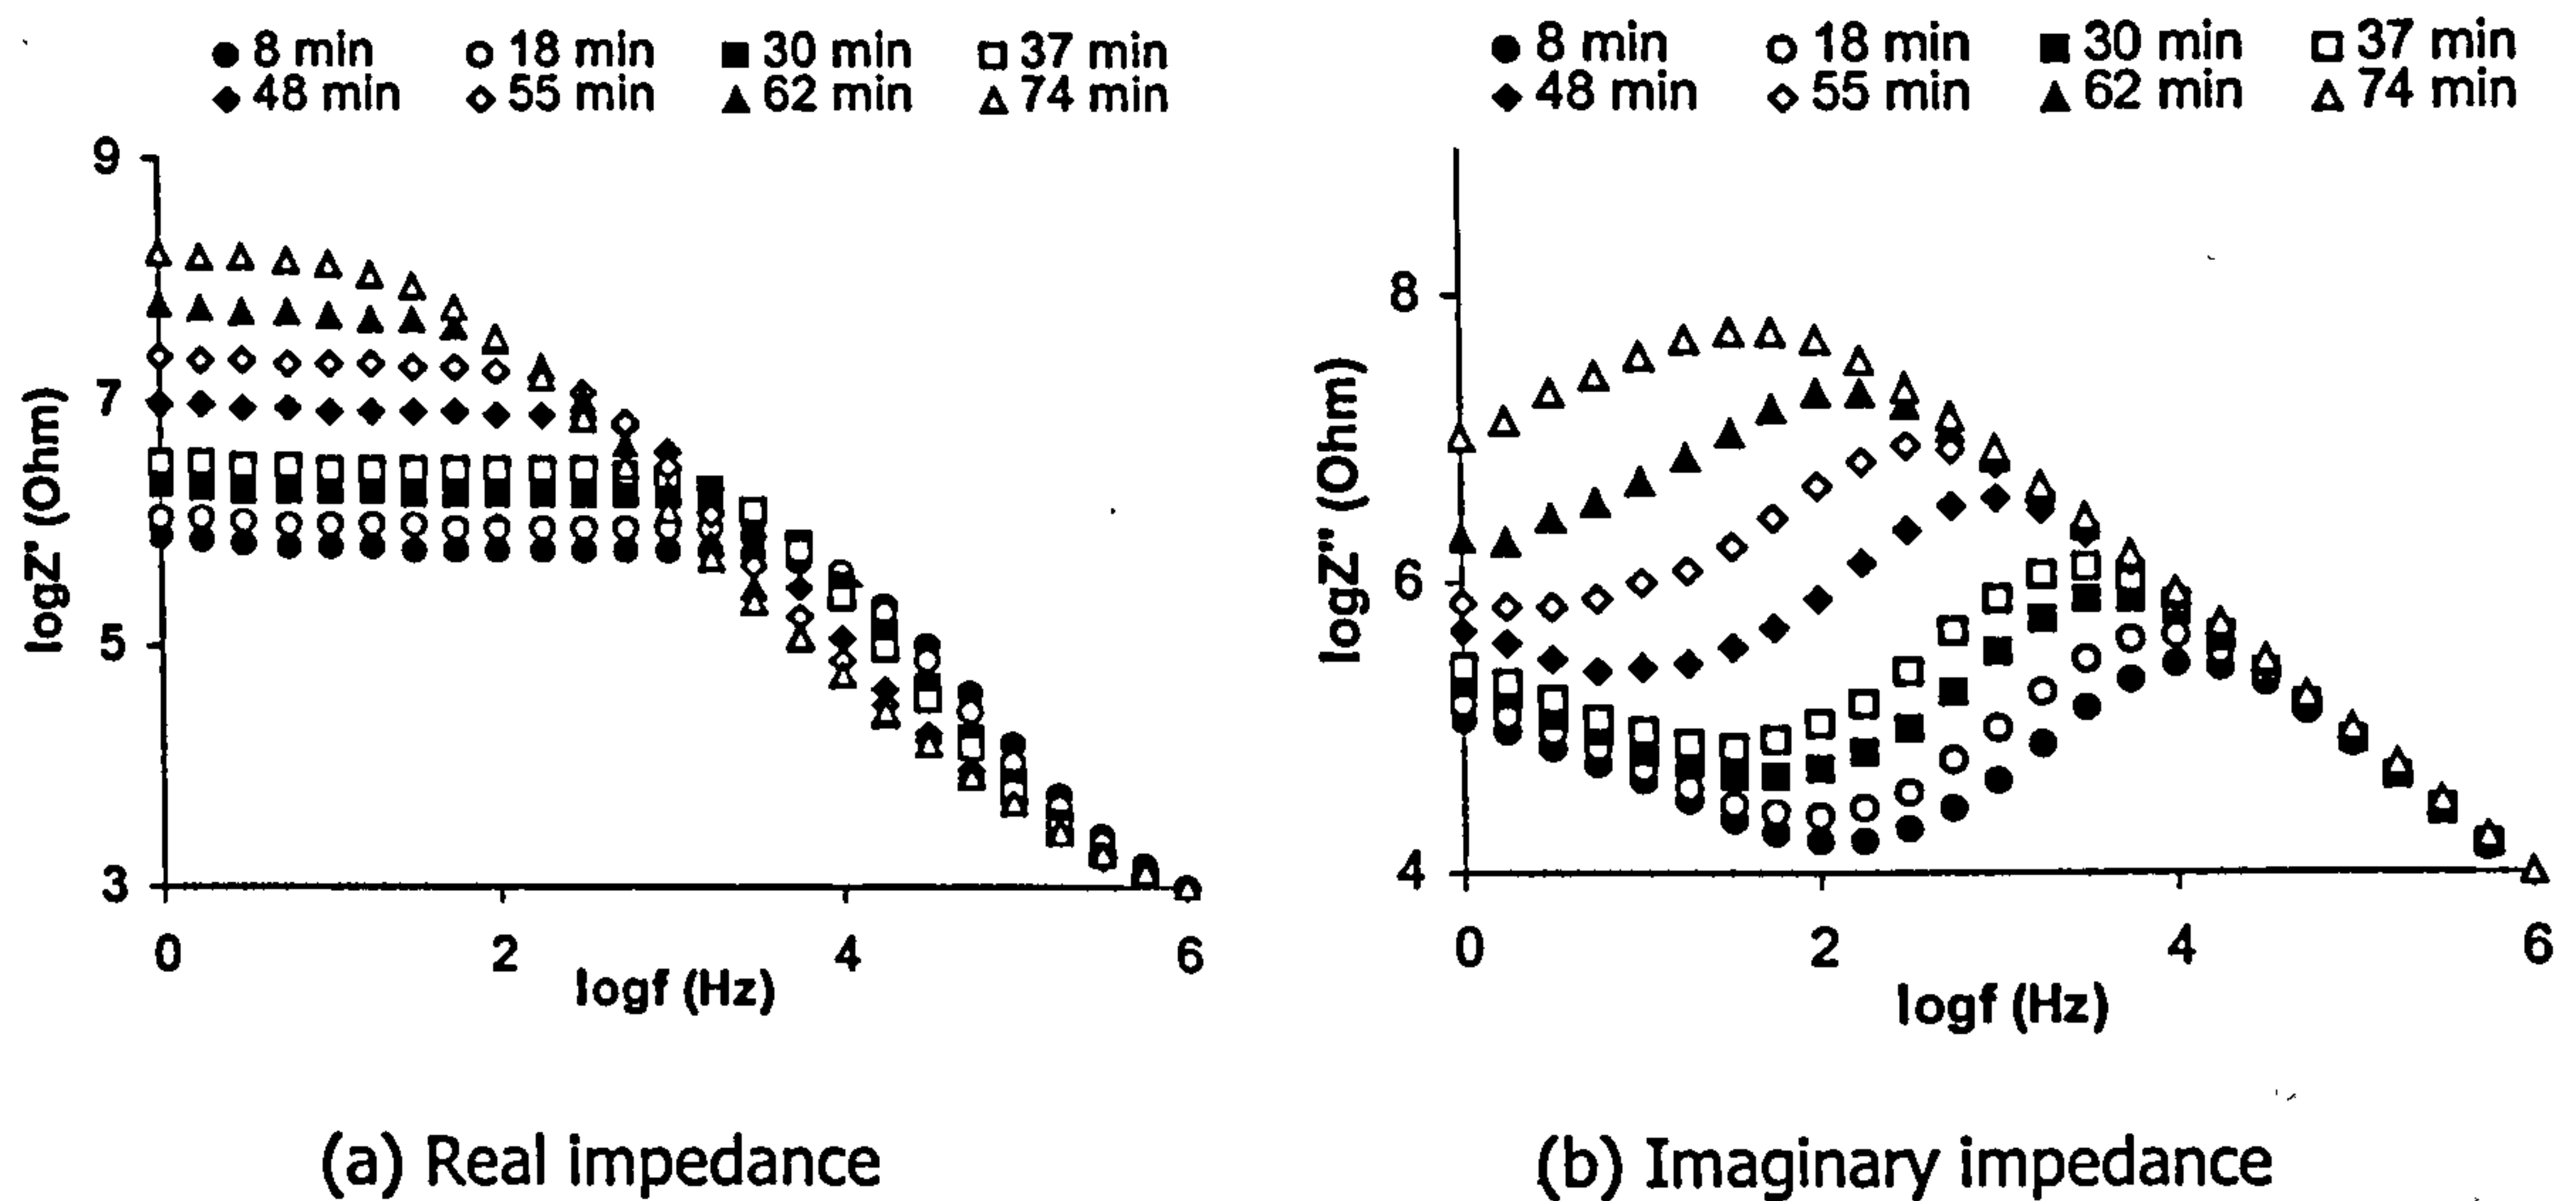 ● 8 min ○ 18 min ■ 30 min □ 37 min
◆ 48 min ◇ 55 min ▲ 62 min △ 74 min
9
7
5
3
logZ' (Ohm)
0 2 4 6
logf (Hz)
(a) Real impedance
● 8 min ○ 18 min ■ 30 min □ 37 min
◆ 48 min ◇ 55 min ▲ 62 min △ 74 min
8
6
4
logZ" (Ohm)
0 2 4 6
logf (Hz)
(b) Imaginary impedance